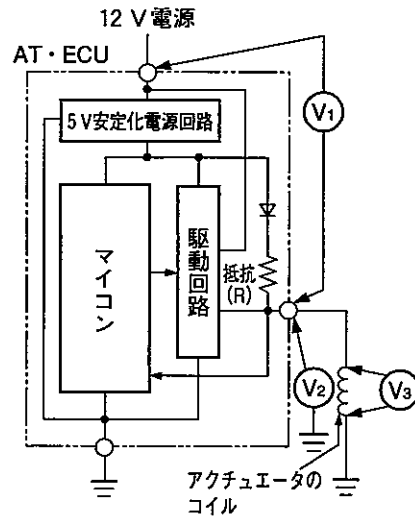 12 V 電源
AT・ECU
5 V安定化電源回路
マイコン
駆動回路
抵抗
(R)
V1
V2
V3
アクチュエータの
コイル